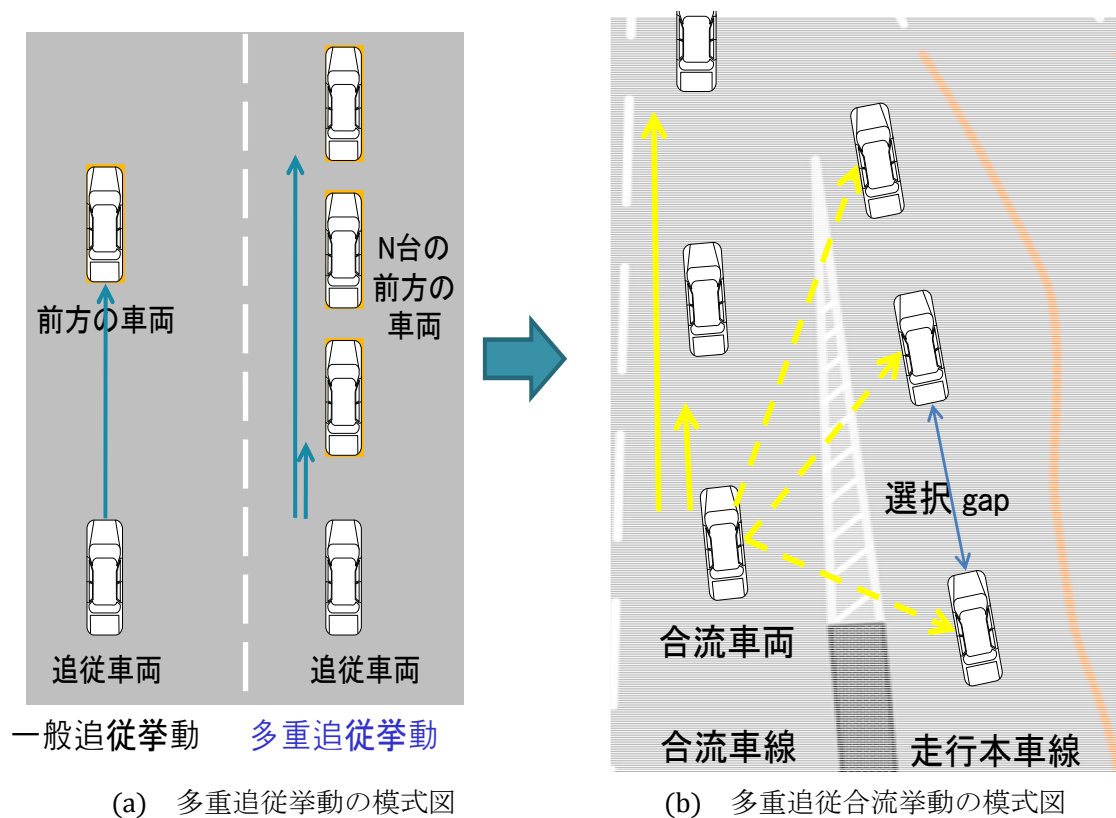 前方の車両
N台の
前方の
車両
追従車両
追従車両
一般追従挙動
多重追従挙動
選択 gap
合流車両
合流車線
走行本車線
(a) 多重追従挙動の模式図
(b) 多重追従合流挙動の模式図